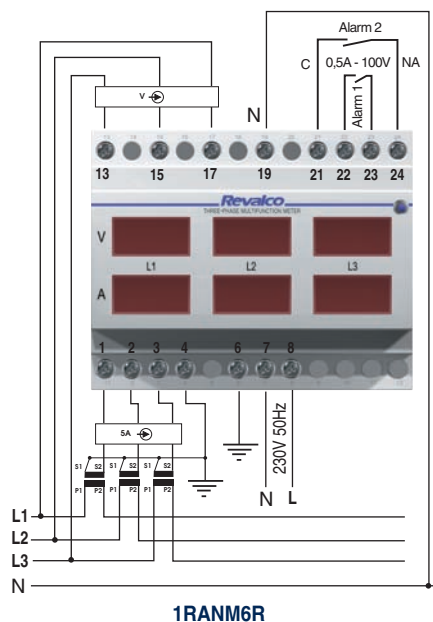 Alarm 2
C 0,5A - 100V NA
Alarm 1
V
N
13 15 17 19 21 22 23 24
Revalco
THREE-PHASE MULTIFUNCTION METER
V
L1 L2 L3
A
1 2 3 4 6 7 8
5A
230V 50Hz
S1 S2 S1 S2 S1 S2
P1 P2 P1 P2 P1 P2
N L
L1
L2
L3
N
1RANM6R